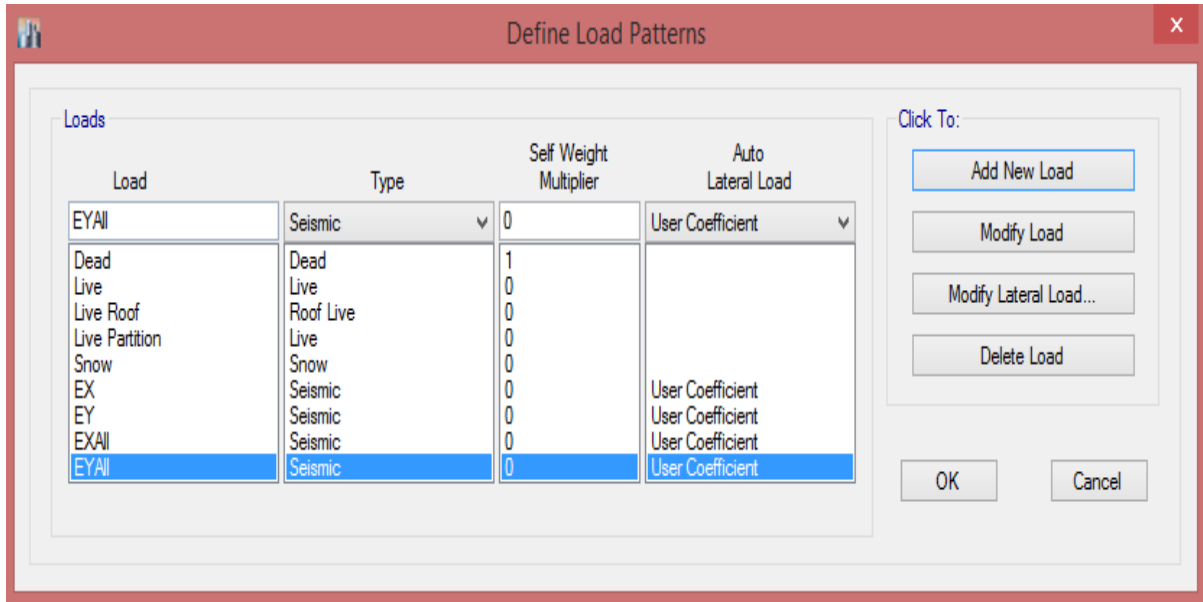 Define Load Patterns
x
Loads
Click To:
Load Type Self Weight Multiplier Auto Lateral Load
EYAll Seismic 0 User Coefficient
Dead Dead 1
Live Live 0
Live Roof Roof Live 0
Live Partition Live 0
Snow Snow 0
EX Seismic 0 User Coefficient
EY Seismic 0 User Coefficient
EXAll Seismic 0 User Coefficient
EYAll Seismic 0 User Coefficient
Add New Load
Modify Load
Modify Lateral Load...
Delete Load
OK Cancel